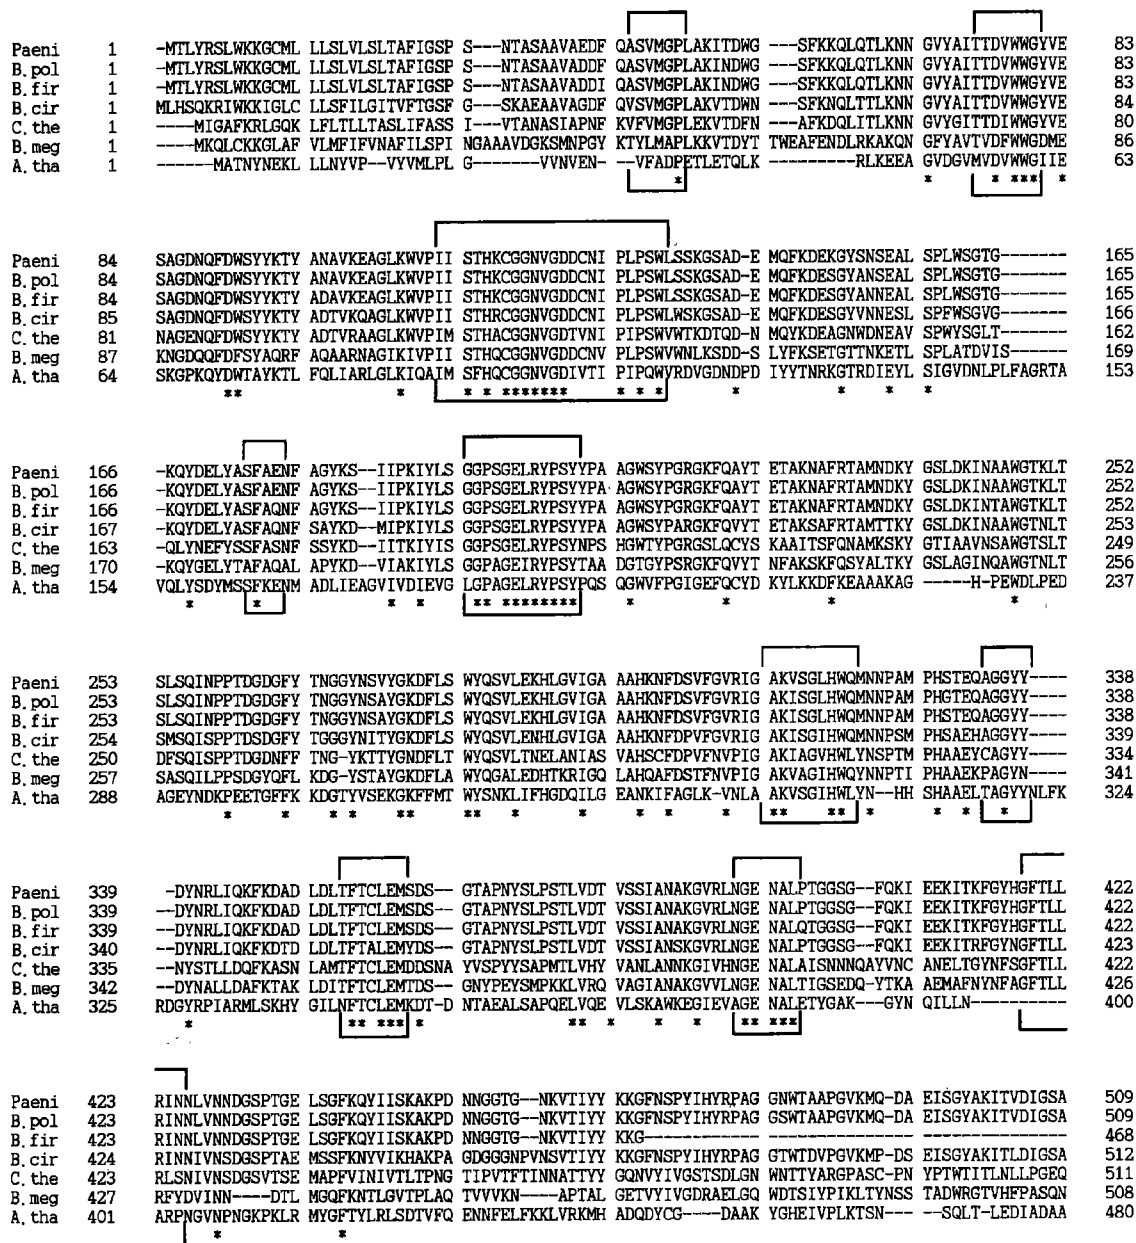 Paeni 1 -MTLYRSLWKKGCML LLSLVLSLTAFIGSP S---NTASAAVAEDF QASVMGPLAKITDWG ---SFKKQLQTLKNN GVYAITTDVWWGYVE 83
B.pol 1 -MTLYRSLWKKGCML LLSLVLSLTAFIGSP S---NTASAAVADDF QASVMGPLAKINDWG ---SFKKQLQTLKNN GVYAITTDVWWGYVE 83
B.fir 1 -MTLYRSLWKKGCML LLSLVLSLTAFIGSP S---NTASAAVADDI QASVMGPLAKINDWG ---SFKKQLQTLKNN GVYAITTDVWWGYVE 83
B.cir 1 MLHSQKRIWKKIGLC LLSFILGITVFTGSF G---SKAEAAVAGDF QVSVMGPLAKVTDWN ---SFKNQLTTLKNN GVYAITTDVWWGYVE 84
C.the 1 ----MIGAFKRLGQK LFLTLLTASLIFASS I---VTANASIAPNF KVFVMGPLEKVTDFN ---AFKDQLITLKNN GVYGITTDIWWGYVE 80
B.meg 1 ---MKQLCKKGLAF VLMFIFVNAFILSPI NGAAAVDGKSMNPGY KTYLMAPLKKVTDYT TWEAFENDLRKAKQN GFYAVTVDFWWGDME 86
A.tha 1 ------MATNYNEKL LLNYVP--VYVMLPLG G-------VVNVEN- --VFADPETLETQLK -------RLKEEA GVDGVMVDVWWGIIE 63
* * * *** *
Paeni 84 SAGDNQFDWSYYKTY ANAVKEAGLKWVPII STHKCGGNVGDDCNI PLPSWLSSKGSAD-E MQFKDEKGYSNSEAL SPLWSGTG------- 165
B.pol 84 SAGDNQFDWSYYKTY ADAVKEAGLKWVPII STHKCGGNVGDDCNI PLPSWLSSKGSAD-E MQFKDESGYANNEAL SPLWSGTG------- 165
B.fir 84 SAGDNQFDWSYYKTY ADAVKEAGLKWVPII STHKCGGNVGDDCNI PLPSWLSSKGSAD-E MQFKDESGYANNEAL SPLWSGTG------- 165
B.cir 85 SAGDNQFDWSYYKTY ADTVKQAGLKWVPII STHRCGGNVGDDCNI PLPSWLWSKGSAD-E MQFKDESGYVNNESL SPFWSGVG------- 166
C.the 81 NAGENQFDWSYYKTY ADTVRAAGLKWVPIM STHACGGNVGDTVNI PIPSWVWTKDTQD-N MQYKDEAGNWDNEAV SPWYSGLT------- 162
B.meg 87 KNGDQQFDFSYAQRF AQAARNAGIKIVPII STHQCGGNVGDDCNV PLPSWVWNLKSDD-S LYFKSETGTTNKETL SPLATDVIS------ 169
A.tha 64 SKGPKQYDWTAYKTL FQLIARLGLKIQAIM SFHQCGGNVGDIVTI PIPQWVRDVGDNDPD IYYTNRKGTRDIEYL SIGVDNLPLFAGRTA 153
** * * * ******* * * * * * * *
Paeni 166 -KQYDELYASFAENF AGYKS--IIPKIYLS GGPSGELRYPSYYPA AGWSYPGRGKFQAYT ETAKNAFRTAMNDKY GSLDKINAAWGTKLT 252
B.pol 166 -KQYDELYASFAENF AGYKS--IIPKIYLS GGPSGELRYPSYYPA AGWSYPGRGKFQAYT ETAKNAFRTAMNDKY GSLDKINAAWGTKLT 252
B.fir 166 -KQYDELYASFAQNF AGYKS--IIPKIYLS GGPSGELRYPSYYPA AGWSYPGRGKFQAYT ETAKNAFRTAMNDKY GSLDKINTAWGTKLT 252
B.cir 167 -KQYDELYASFAQNF SAYKD--MIPKIYLS GGPSGELRYPSYYPA AGWSYPARGKFQVYT ETAKSAFRTAMTTKY GSLDKINAAWGTNLT 253
C.the 163 -QLYNEFYSSFASNF SSYKD--IITKIYIS GGPSGELRYPSYNPS HGWTYPGRGSLQCYS KAAITSFQNAMKSKY GTIAAVNSAWGTSLT 249
B.meg 170 -KQYGELYTAFAQAL APYKD--VIAKIYLS GGPAGEIRYPSYTAA DGTGYPSRGKFQVYT NFAKSKFQSYALTKY GSLAGINQAWGTNLT 256
A.tha 154 VQLYSDYMSSFKENM ADLIEAGVIVDIEVG LGPAGELRYPSYPQS QGWVFPGIGEFQCYD KYLKKDFKEAAAKAG -----H-PEWDLPED 237
* * * * ** ******** * * * *
Paeni 253 SLSQINPPTDGDGFY TNGGYNSVYGKDFLS WYQSVLEKHLGVIGA AAHKNFDSVFGVRIG AKVSGLHWQMNNPAM PHSTEQAGGYY---- 338
B.pol 253 SLSQINPPTDGDGFY TNGGYNSAYGKDFLS WYQSVLEKHLGVIGA AAHKNFDSVFGVRIG AKISGLHWQMNNPAM PHGTEQAGGYY---- 338
B.fir 253 SLSQINPPTDGDGFY TNGGYNSAYGKDFLS WYQSVLEKHLGVIGA AAHKNFDSVFGVRIG AKISGLHWQMNNPAM PHSTEQAGGYY---- 338
B.cir 254 SMSQISPPTDSDGFY TGGGYNITYGKDFLS WYQSVLENHLGVIGA AAHKNFDPVFGVRIG AKISGIHWQMNNPSM PHSAEHAGGYY---- 339
C.the 250 DFSQISPPTDGDNFF TNG-YKTTYGNDFLT WYQSVLTNELANIAS VAHSCFDPVFNVPIG AKIAGVHWLYNSPTM PHAAEYCAGYY---- 334
B.meg 257 SASQILPPSDGYQFL KDG-YSTAYGKDFLA WYQGALEDHTKRIGQ LAHQAFDSTFNVPIG AKVAGIHWQYNNPTI PHAAEKPAGYN---- 341
A.tha 288 AGEYNDKPEETGFFK KDGTYVSEKGKFFMT WYSNKLIFHGDQILG EANKIFAGLK-VNLA AKVSGIHWLYN--HH SHAAELTAGYYNLFK 324
* * * * ** ** * * * * ** ** * * * **
Paeni 339 -DYNRLIQKFKDAD LDLTFTCLEMSDS-- GTAPNYSLPSTLVDT VSSIANAKGVRLNGE NALPTGGSG--FQKI EEKITKFGYHGFTLL 422
B.pol 339 --DYNRLIQKFKDAD LDLTFTCLEMSDS-- GTAPNYSLPSTLVDT VSSIANAKGVRLNGE NALPTGGSG--FQKI EEKITKFGYHGFTLL 422
B.fir 339 --DYNRLIQKFKDAD LDLTFTCLEMSDS-- GTAPNYSLPSTLVDT VSSIANAKGVRLNGE NALQTGGSG--FQKI EEKITKFGYHGFTLL 422
B.cir 340 --DYNRLIQKFKDTD LDLTFTALEMYDS-- GTAPNYSLPSTLVDT VSSIANSKGVRLNGE NALPTGGSG-FQKI EEKITRFGYNGFTLL 423
C.the 335 --NYSTLLDQFKASN LAMTFTCLEMDDSNA YVSPYYSAPMTLVHY VANLANNKGIVHNGE NALAISNNNQAYVNC ANELTGYNFSGFTLL 422
B.meg 342 --DYNALLDAFKTAK LDITFTCLEMTDS-- GNYPEYSMPKKLVRQ VAGIANAKGVVLNGE NALTIGSEDQ-YTKA AEMAFNYNFAGFTLL 426
A.tha 325 RDGYRPIARMLSKHY GILNFTCLEMKDT-D NTAEALSAPQELVQE VLSKAWKEGIEVAGE NALETYGAK---GYN QILLN---------- 400
* ** *** * ** * * * ** ***
Paeni 423 RINNLVNNDGSPTGE LSGFKQYIISKAKPD NNGGTG--NKVTIYY KKGFNSPYIHYRPAG GNWTAAPGVKMQ-DA EISGYAKITVDIGSA 509
B.pol 423 RINNLVNNDGSPTGE LSGFKQYIISKAKPD NNGGTG--NKVTIYY KKGFNSPYIHYRPAG GSWTAAPGVKMQ-DA EISGYAKITVDIGSA 509
B.fir 423 RINNLVNNDGSPTGE LSGFKQYIISKAKPD NNGGTG--NKVTIYY KKG------------ --------------- --------------- 468
B.cir 424 RINNIVNSDGSPTAE MSSFKNYVIKHAKPA GDGGGNPVNSVTIYY KKGFNSPYIHYRPAG GTWTDVPGVKMP-DS EISGYAKITLDIGSA 512
C.the 423 RLSNIVNSDGSVTSE MAPFVINIVTLTPNG TIPVTFTINNATTYY GQNVYIVGSTSDLGN WNTTYARGPASC-PN YPTWTITLNLLPGEQ 511
B.meg 427 RFYDVINN----DTL MGQFKNTLGVTPLAQ TVVVKN----APTAL GETVYIVGDRAELGQ WDTSIYPIKLTYNSS TADWRGTVHFPASQN 508
A.tha 401 ARPNGVNPNGKPKLR MYGFTYLRLSDTVFQ ENNFELFKKLVRKMH ADQDYCG----DAAK YGHEIVPLKTSN--- --SQLT-LEDIADAA 480
* *